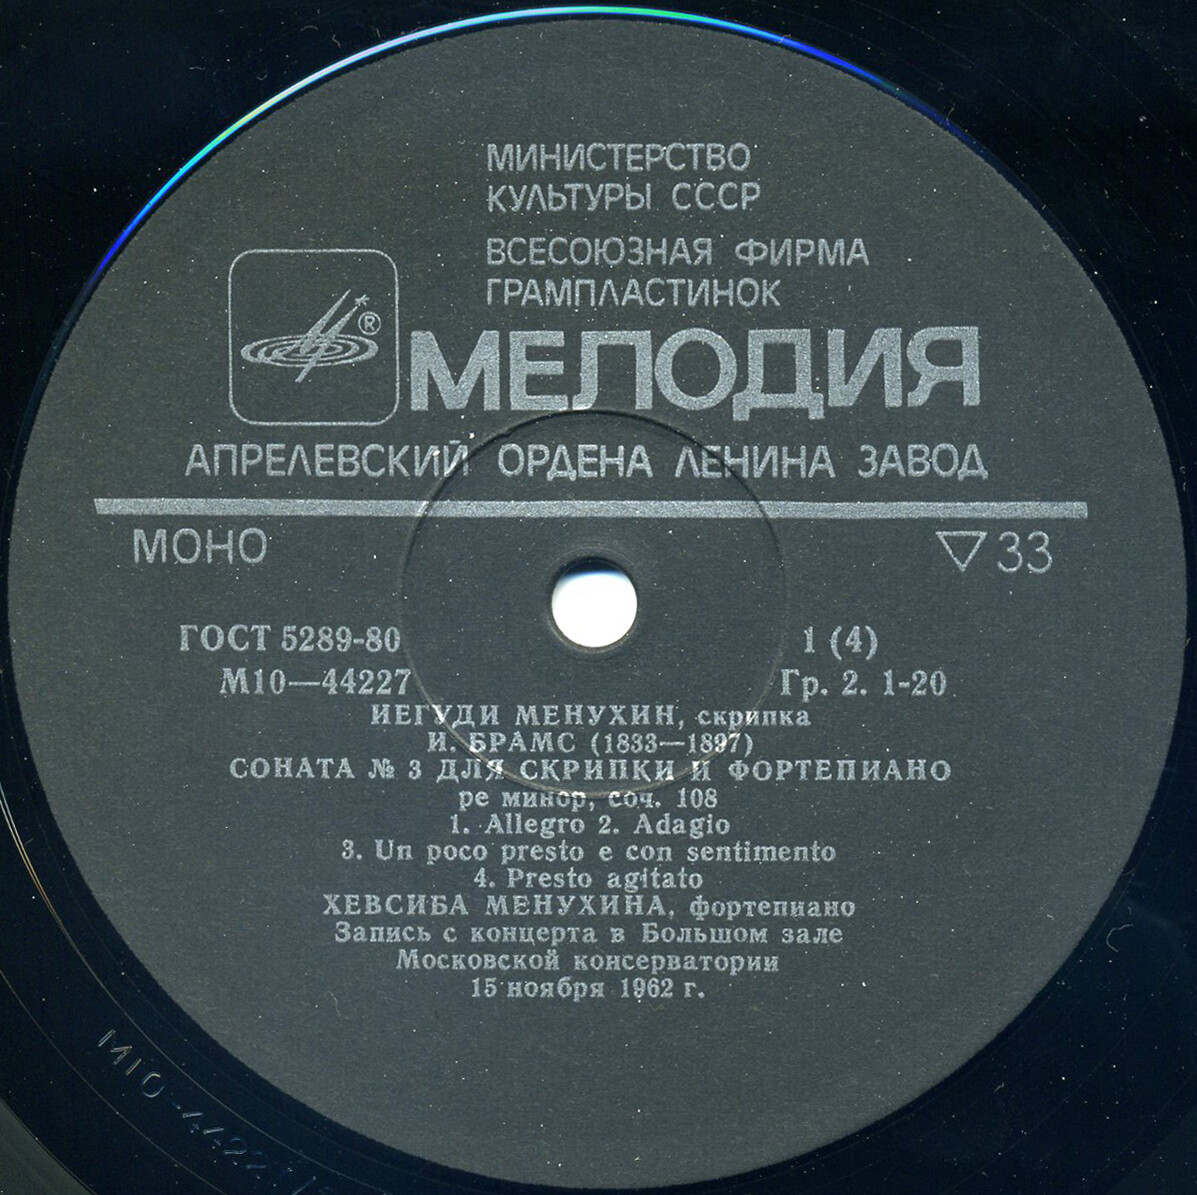 МИНИСТЕРСТВО
КУЛЬТУРЫ СССР
ВСЕСОЮЗНАЯ ФИРМА
ГРАМПЛАСТИНОК
®
МЕЛОДИЯ
АПРЕЛЕВСКИЙ ОРДЕНА ЛЕНИНА ЗАВОД
МОНО
▽33
ГОСТ 5289-80
1 (4)
М10—44227
Гр. 2. 1-20
ИЕГУДИ МЕНУХИН, скрипка
И. БРАМС (1833—1897)
СОНАТА № 3 ДЛЯ СКРИПКИ И ФОРТЕПИАНО
ре минор, соч. 108
1. Allegro 2. Adagio
3. Un poco presto e con sentimento
4. Presto agitato
ХЕВСИБА МЕНУХИНА, фортепиано
Запись с концерта в Большом зале
Московской консерватории
15 ноября 1962 г.
М10-4422